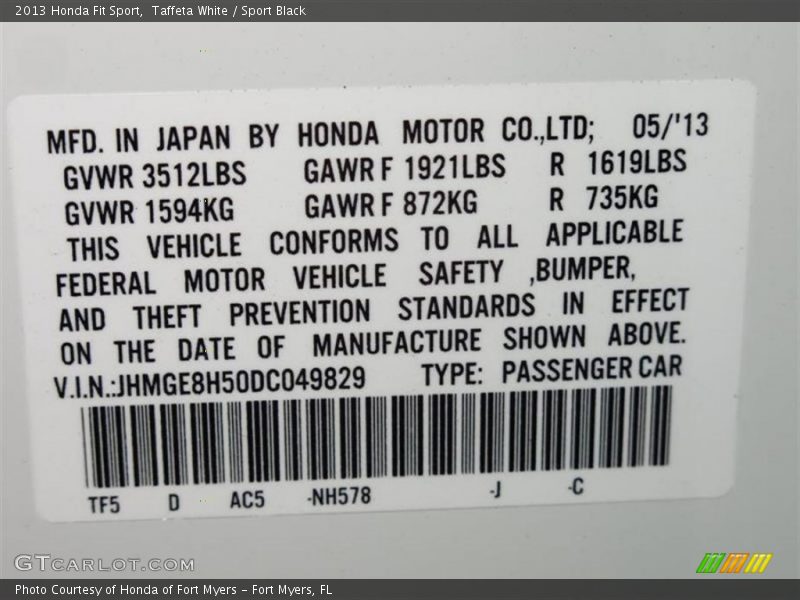 2013 Honda Fit Sport, Taffeta White / Sport Black
MFD. IN JAPAN BY HONDA MOTOR CO.,LTD; 05/'13
GVWR 3512LBS GAWR F 1921LBS R 1619LBS
GVWR 1594KG GAWR F 872KG R 735KG
THIS VEHICLE CONFORMS TO ALL APPLICABLE
FEDERAL MOTOR VEHICLE SAFETY ,BUMPER,
AND THEFT PREVENTION STANDARDS IN EFFECT
ON THE DATE OF MANUFACTURE SHOWN ABOVE.
V.I.N.:JHMGE8H50DC049829 TYPE: PASSENGER CAR
TF5 D AC5 -NH578 -J -C
GTCARLOT.COM
Photo Courtesy of Honda of Fort Myers - Fort Myers, FL